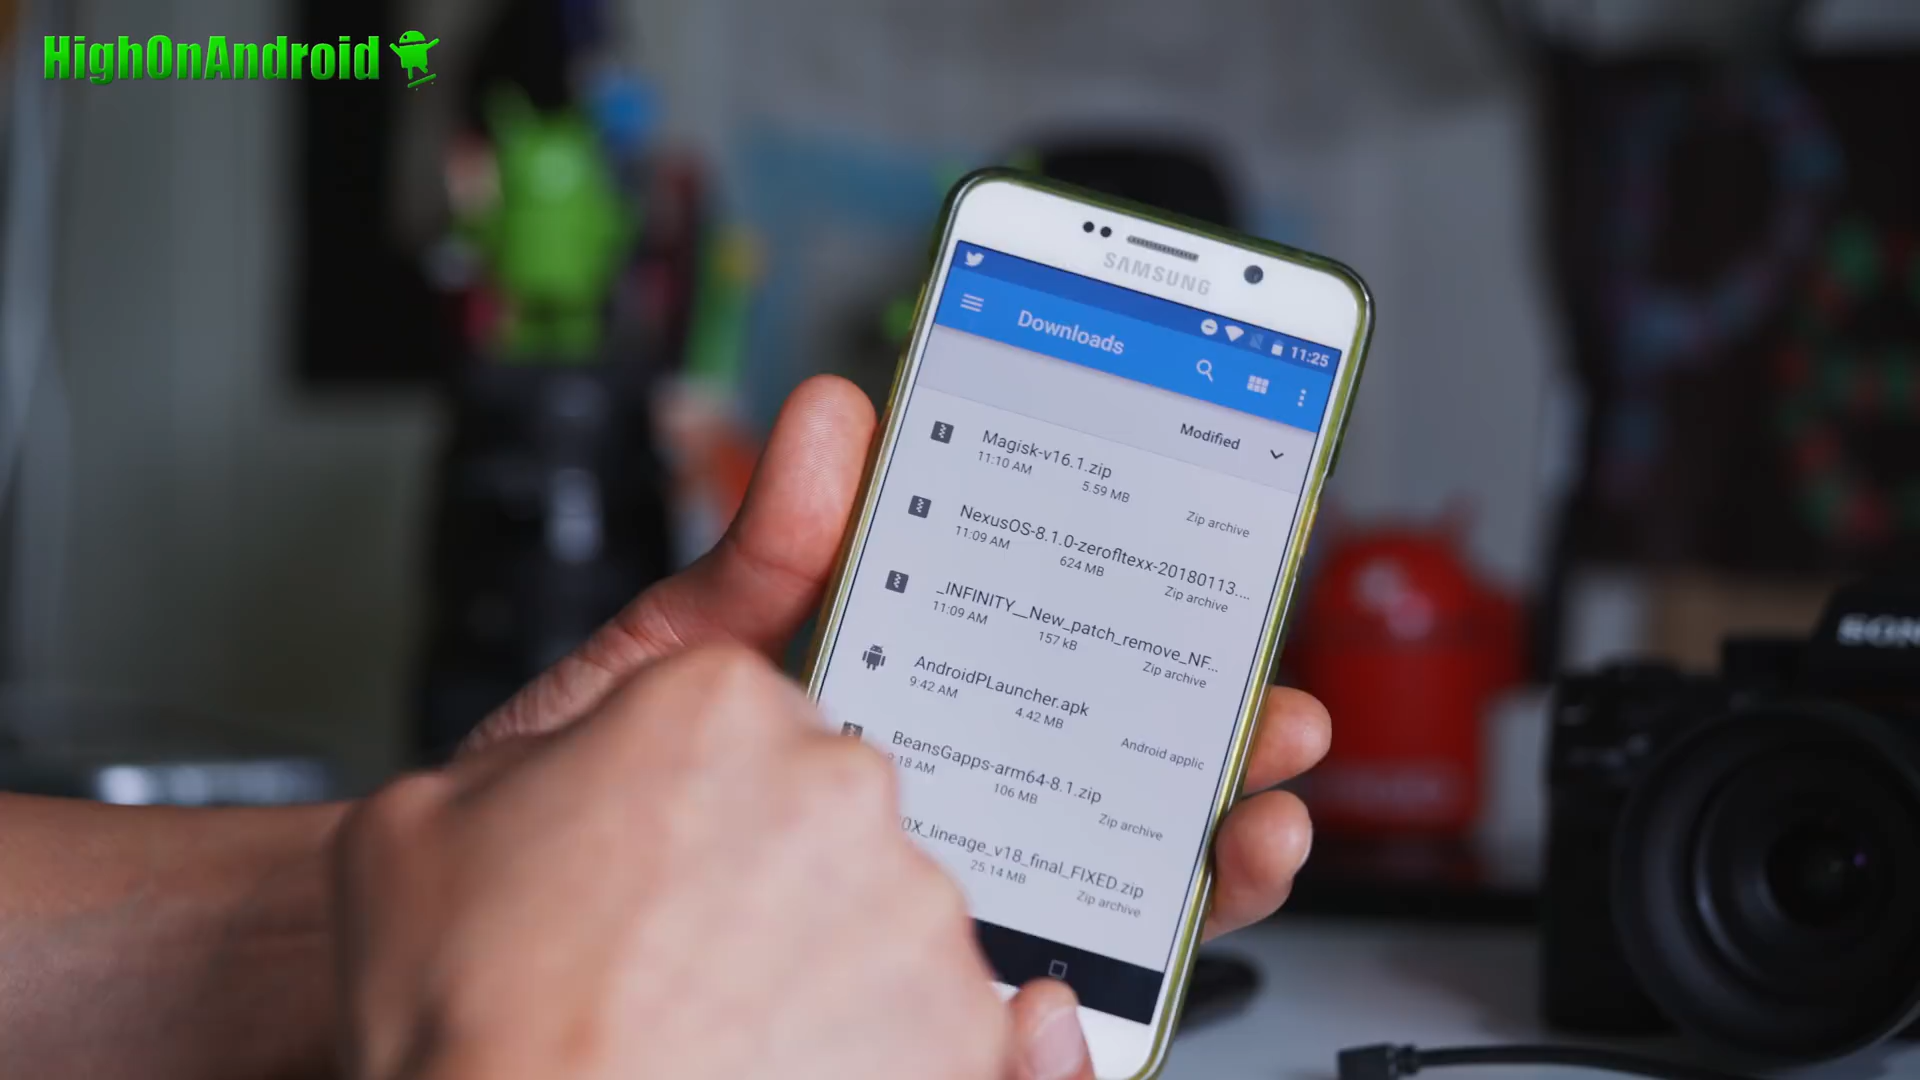 HighOnAndroid
SAMSUNG
11:25
Downloads
Modified
Magisk-v16.1.zip
11:10 AM
5.59 MB
Zip archive
NexusOS-8.1.0-zerofltexx-20180113....
11:09 AM
624 MB
Zip archive
_INFINITY__New_patch_remove_NF...
11:09 AM
157 kB
Zip archive
AndroidPLauncher.apk
9:42 AM
4.42 MB
Android applic
BeansGapps-arm64-8.1.zip
:18 AM
106 MB
Zip archive
0X_lineage_v18_final_FIXED.zip
25.14 MB
Zip archive